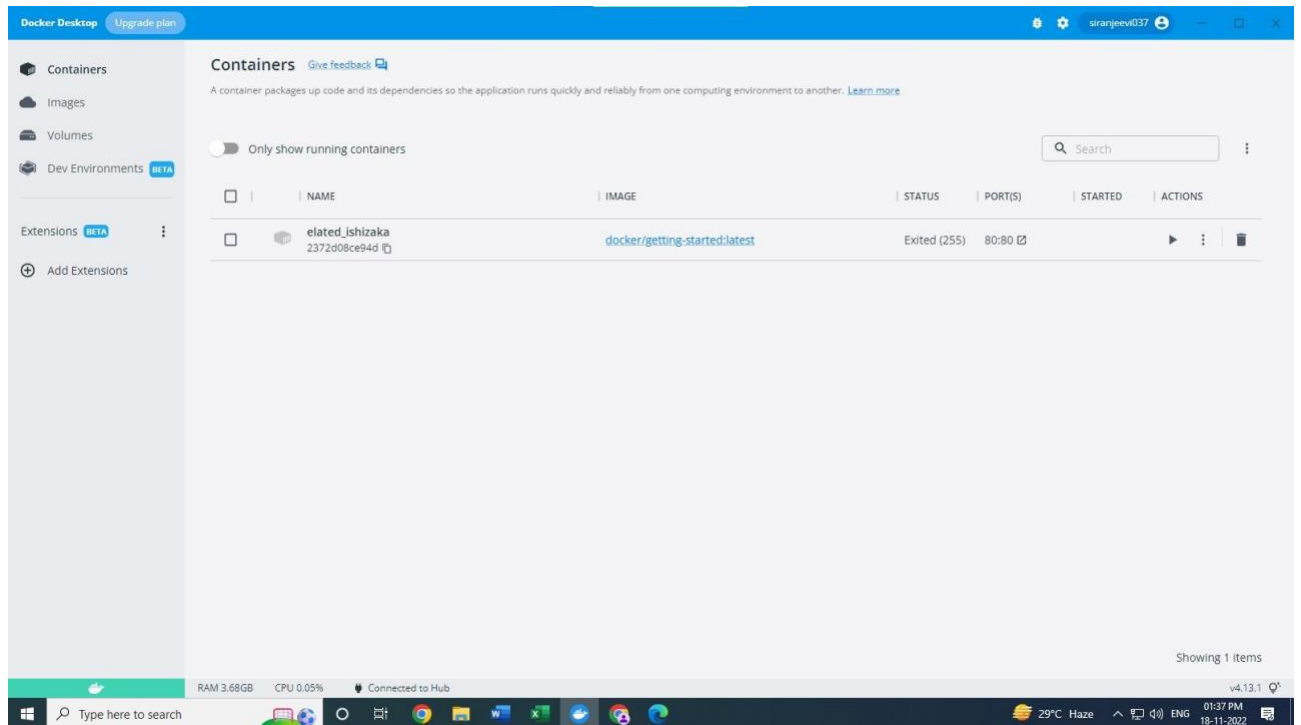 Docker Desktop Upgrade plan siranjeevi037
Containers
Images
Volumes
Dev Environments BETA
Extensions BETA
Add Extensions
Containers Give feedback
A container packages up code and its dependencies so the application runs quickly and reliably from one computing environment to another. Learn more
Only show running containers Search
NAME IMAGE STATUS PORT(S) STARTED ACTIONS
elated_ishizaka docker/getting-started:latest Exited (255) 80:80
2372d08ce94d
Showing 1 items
RAM 3.68GB CPU 0.05% Connected to Hub v4.13.1
Type here to search 29°C Haze ENG 01:37 PM
18-11-2022